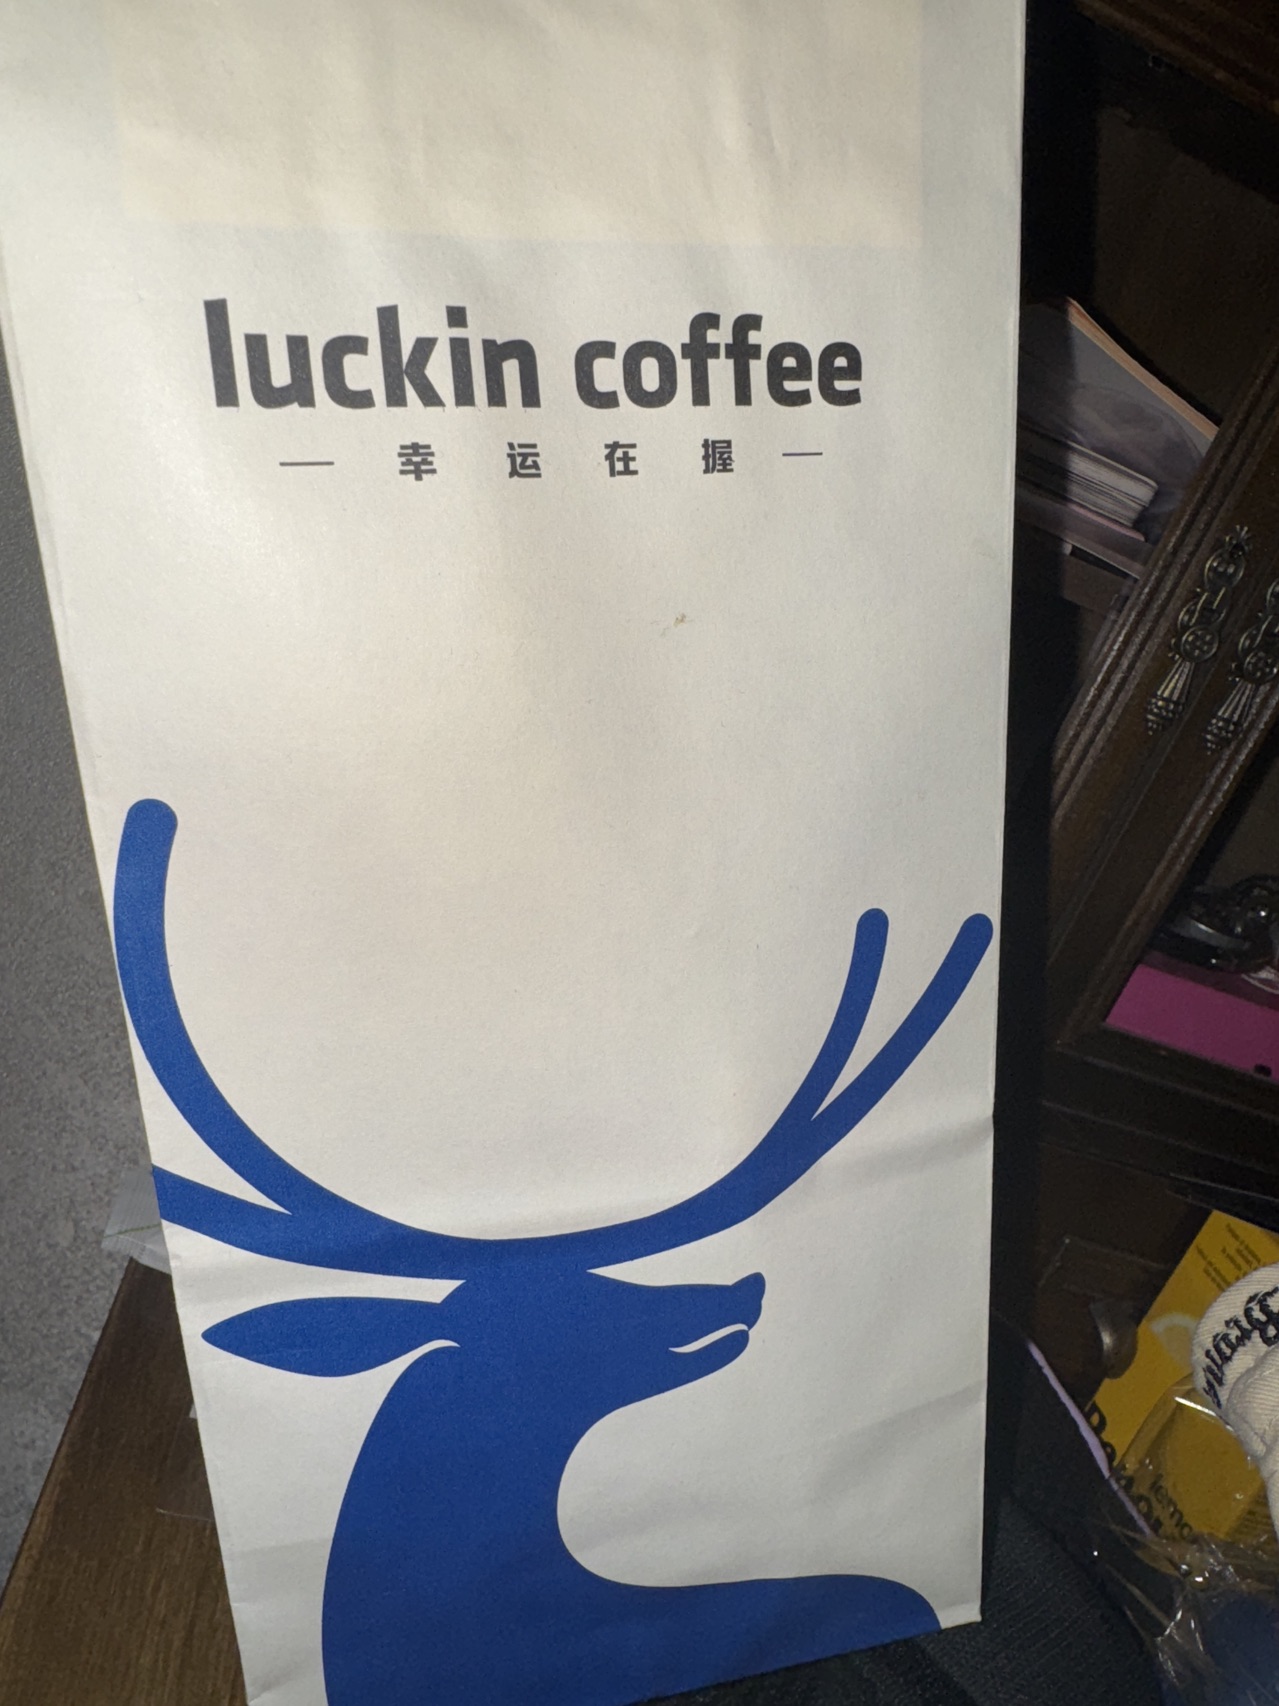 luckin coffee
— 幸 运 在 握 —